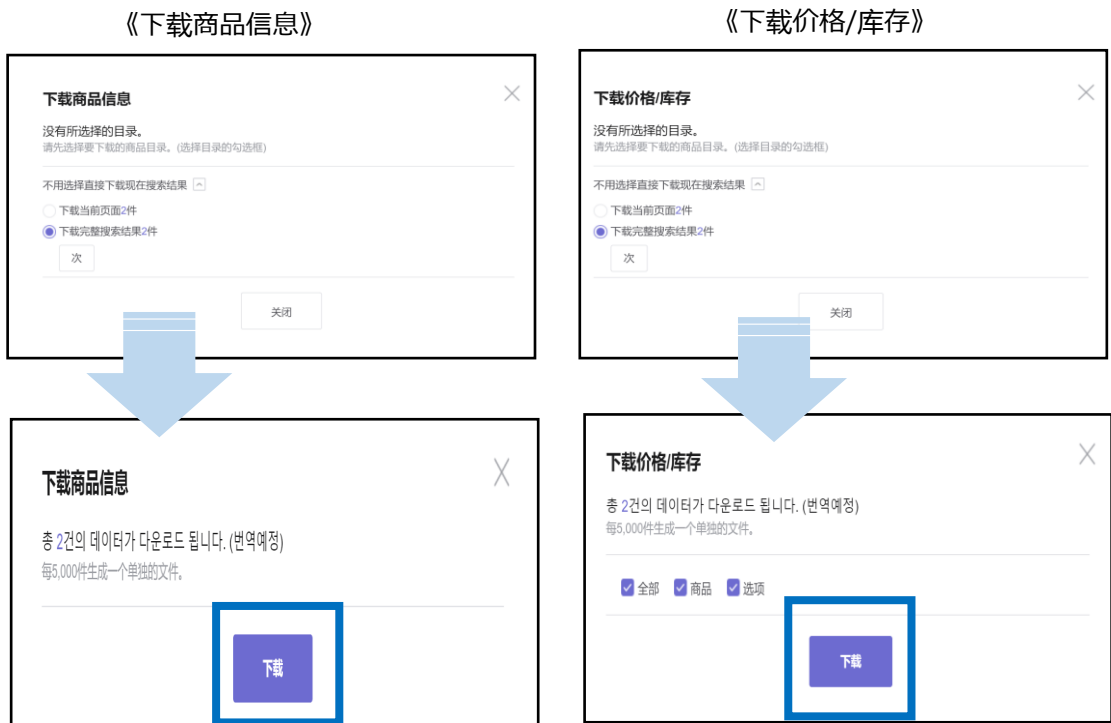 《下载商品信息》
下载商品信息
没有所选择的目录。
请先选择要下载的商品目录。(选择目录的勾选框)
不用选择直接下载现在搜索结果
下载当前页面2件
下载完整搜索结果2件
次
关闭
下载商品信息
총 2건의 데이터가 다운로드 됩니다. (번역예정)
每5,000件生成一个单独的文件。
下载
《下载价格/库存》
下载价格/库存
没有所选择的目录。
请先选择要下载的商品目录。(选择目录的勾选框)
不用选择直接下载现在搜索结果
下载当前页面2件
下载完整搜索结果2件
次
关闭
下载价格/库存
총 2건의 데이터가 다운로드 됩니다. (번역예정)
每5,000件生成一个单独的文件。
全部 商品 选项
下载